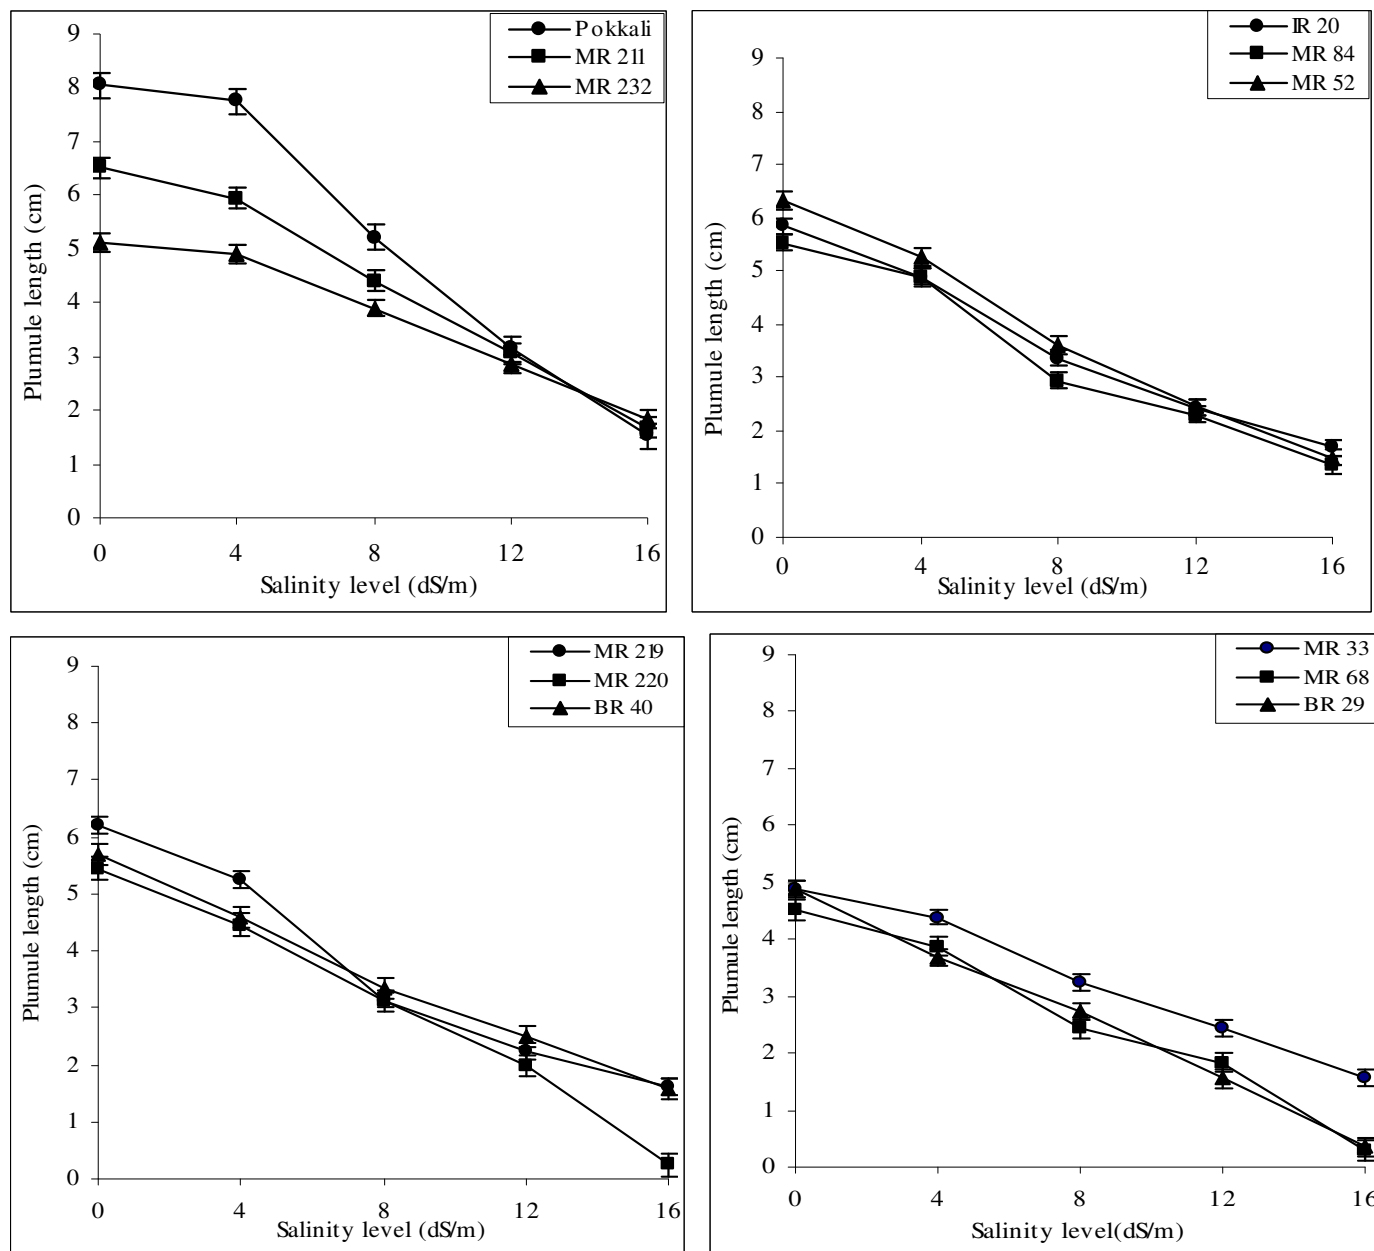 Pokkali
MR 211
MR 232
9
8
7
6
5
4
3
2
1
0
Plumule length (cm)
0 4 8 12 16
Salinity level (dS/m)
IR 20
MR 84
MR 52
9
8
7
6
5
4
3
2
1
0
Plumule length (cm)
0 4 8 12 16
Salinity level (dS/m)
MR 219
MR 220
BR 40
9
8
7
6
5
4
3
2
1
0
Plumule length (cm)
0 4 8 12 16
Salinity level (dS/m)
MR 33
MR 68
BR 29
9
8
7
6
5
4
3
2
1
0
Plumule length (cm)
0 4 8 12 16
Salinity level(dS/m)